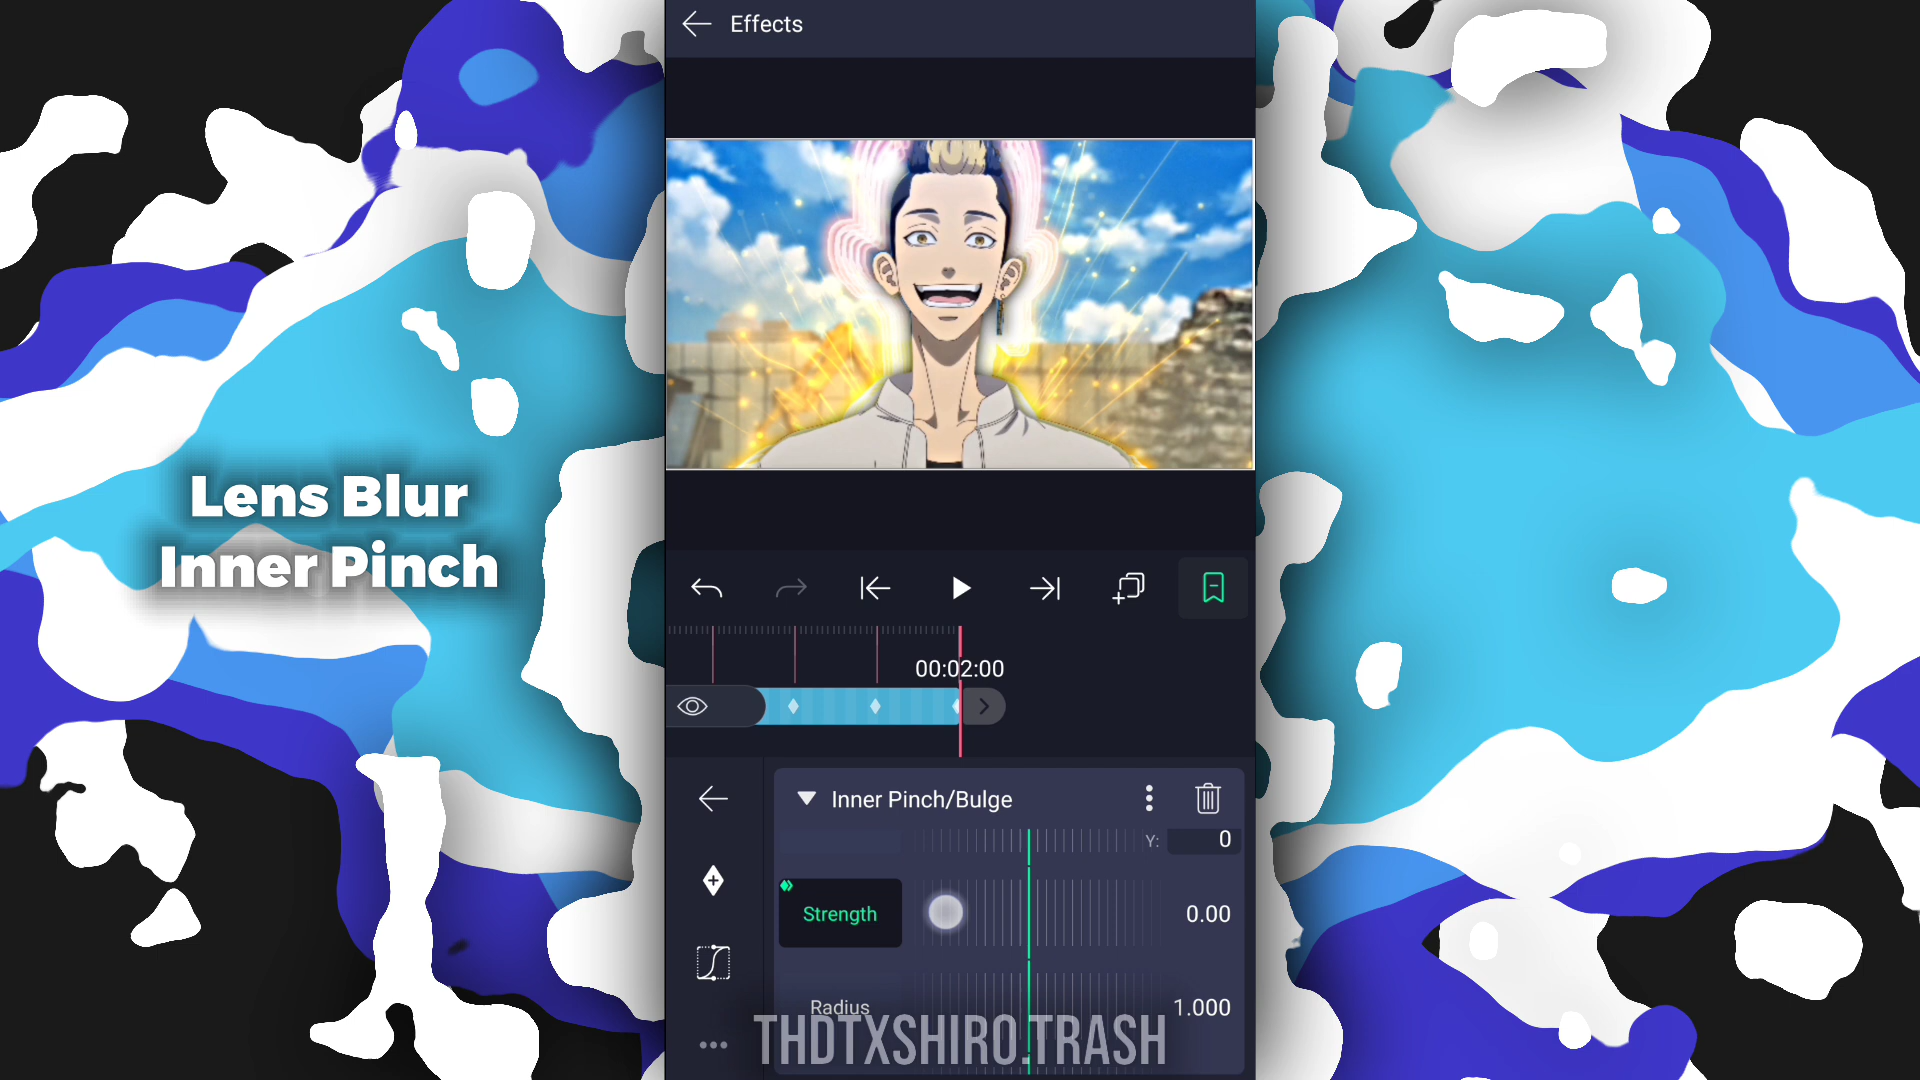 Effects
Lens Blur
Inner Pinch
00:02:00
Inner Pinch/Bulge
Y: 0
Strength 0.00
Radius 1.000
THDTXSHIRO.TRASH